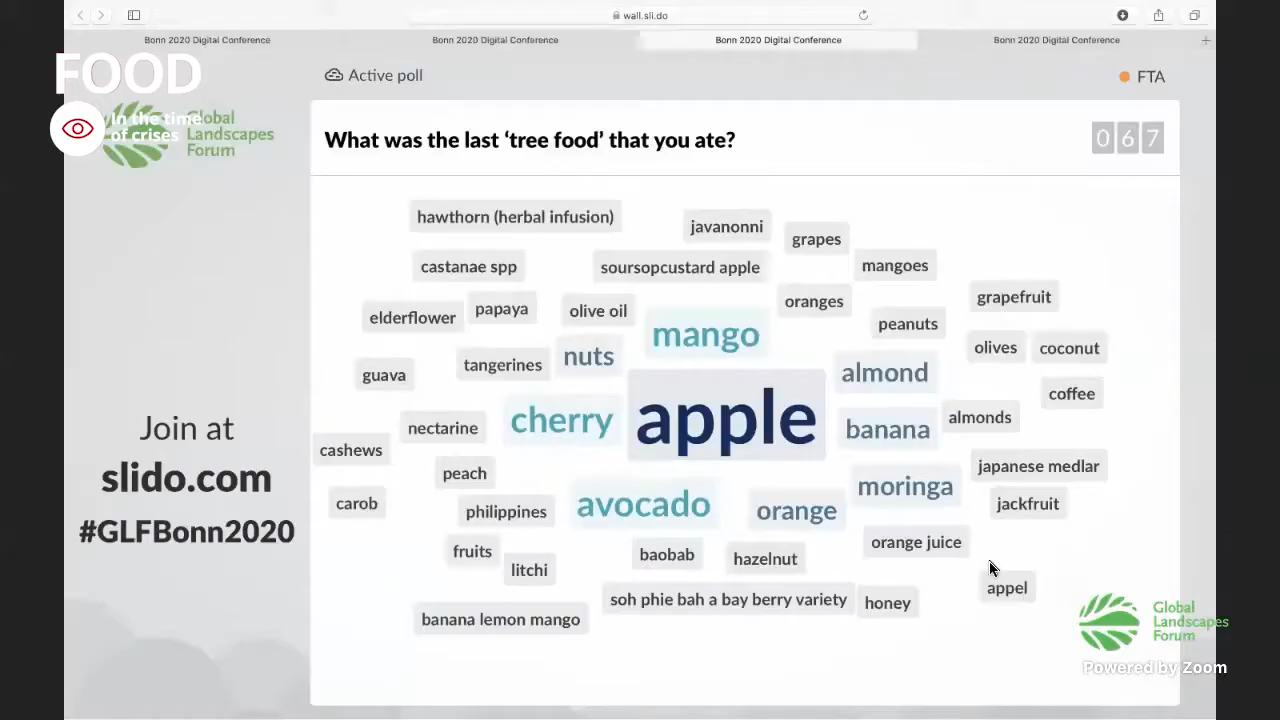 wall.sli.do
Bonn 2020 Digital Conference
Bonn 2020 Digital Conference
Bonn 2020 Digital Conference
Bonn 2020 Digital Conference
FOOD
In the time
of crises
Global
Landscapes
Forum
Active poll
FTA
What was the last ‘tree food’ that you ate?
067
hawthorn (herbal infusion)
javanonni
grapes
castanae spp
soursopcustard apple
mangoes
elderflower
papaya
olive oil
oranges
grapefruit
mango
peanuts
guava
tangerines
nuts
olives
coconut
almond
coffee
nectarine
cherry
apple
banana
almonds
cashews
peach
japanese medlar
carob
philippines
avocado
orange
moringa
jackfruit
fruits
litchi
baobab
hazelnut
orange juice
appel
banana lemon mango
soh phie bah a bay berry variety
honey
Join at
slido.com
#GLFBonn2020
Global
Landscapes
Forum
Powered by Zoom